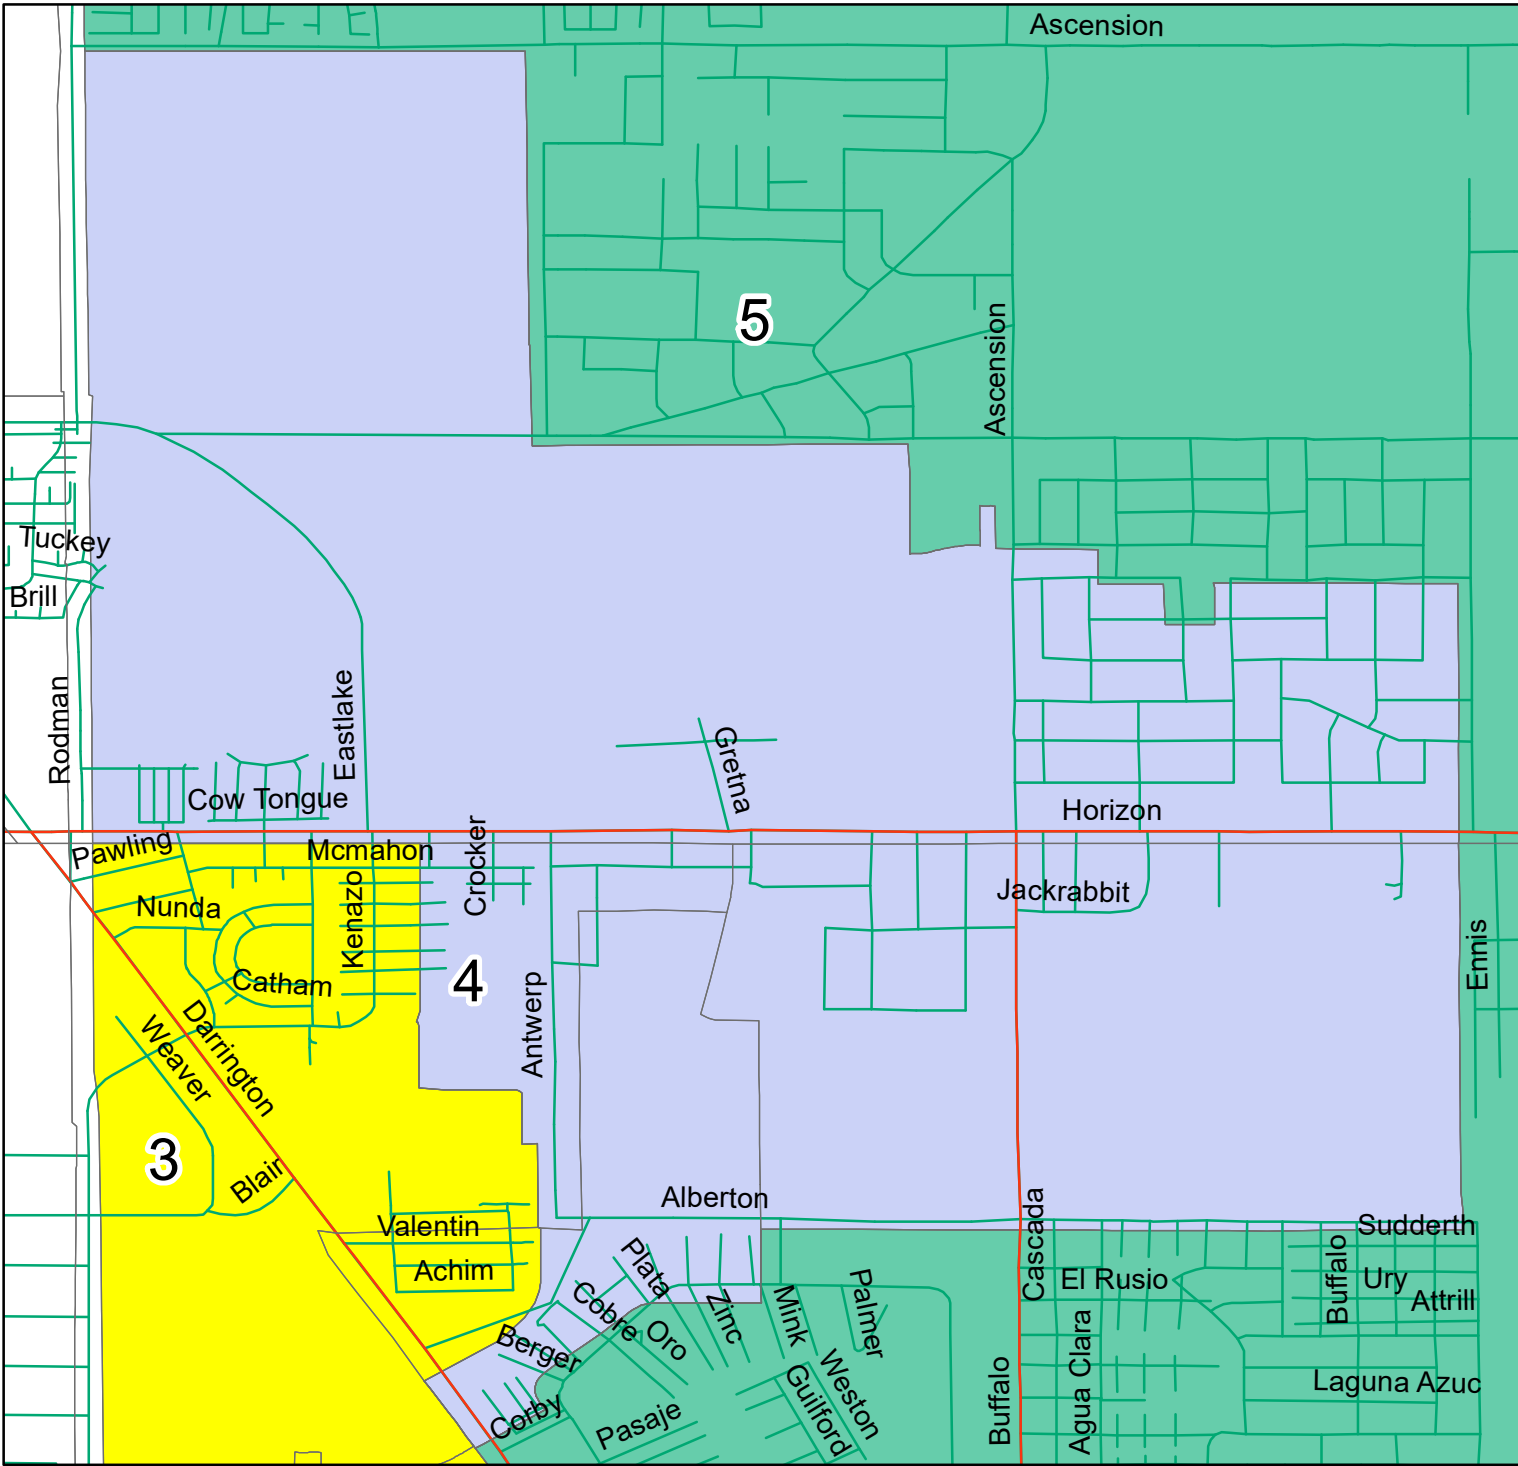 Ascension
5
Ascension
Tuckey
Brill
Rodman
Eastlake
Gretna
Cow Tongue
Horizon
Pawling
Mcmahon
Crocker
Kenazo
Jackrabbit
Nunda
Catham
4
Antwerp
Ennis
Darrington
Weaver
3
Blair
Alberton
Cascada
Valentin
Sudderth
Achim
Plata
El Rusio
Buffalo
Ury
Attrill
Cobre
Oro
Zinc
Mink
Palmer
Berger
Agua Clara
Laguna Azuc
Corby
Pasaje
Guilford
Weston
Buffalo